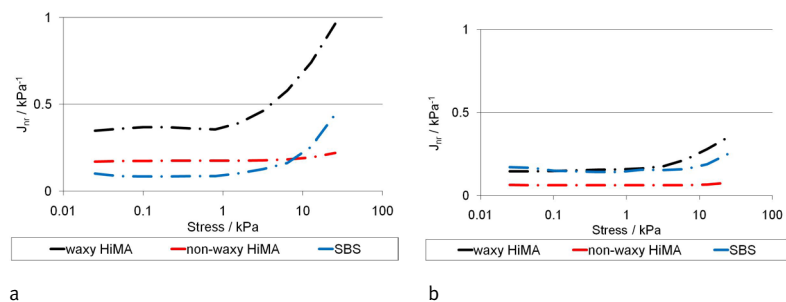 a
1
0.5
0
J_nr / kPa^-1
0.01 0.1 1 10 100
Stress / kPa
waxy HiMA non-waxy HiMA SBS
a
b
1
0.5
0
J_nr / kPa^-1
0.01 0.1 1 10 100
Stress / kPa
waxy HiMA non-waxy HiMA SBS
b